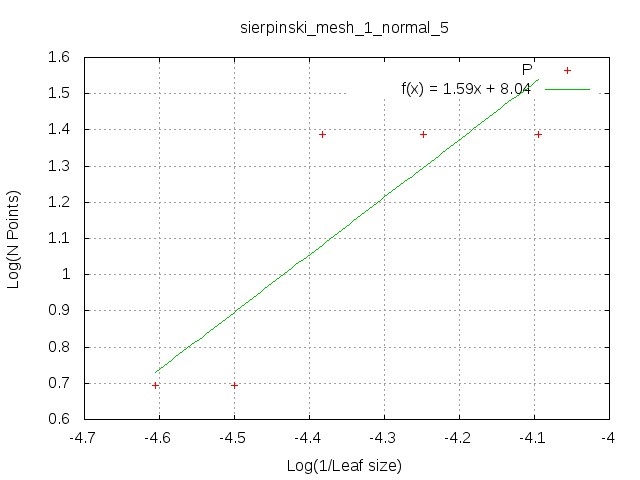 sierpinski_mesh_1_normal_5
1.6
1.5
1.4
1.3
1.2
1.1
1
0.9
0.8
0.7
0.6
-4.7 -4.6 -4.5 -4.4 -4.3 -4.2 -4.1 -4
Log(N Points)
Log(1/Leaf size)
P
f(x) = 1.59x + 8.04